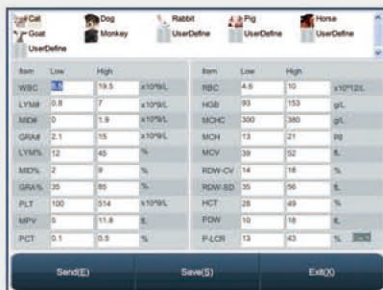 Cat Dog Rabbit Pig Horse
Goat Monkey UserDefine UserDefine UserDefine
UserDefine
Item Low High Item Low High
WBC 5.5 19.5 x10^9/L RBC 4.6 10 x10^12/L
LYM# 0.8 7 x10^9/L HGB 93 153 g/L
MID# 0 1.9 x10^9/L MCHC 300 380 g/L
GRA# 2.1 15 x10^9/L MCH 13 21 pg
LYM% 12 45 % MCV 39 52 fL
MID% 2 9 % RDW-CV 14 18 %
GRA% 35 85 % RDW-SD 35 56 fL
PLT 100 514 x10^9/L HCT 28 49 %
MPV 5 11.8 fL PDW 10 18 fL
PCT 0.1 0.5 % P-LCR 13 43 %
Send(E) Save(S) Exit(X)